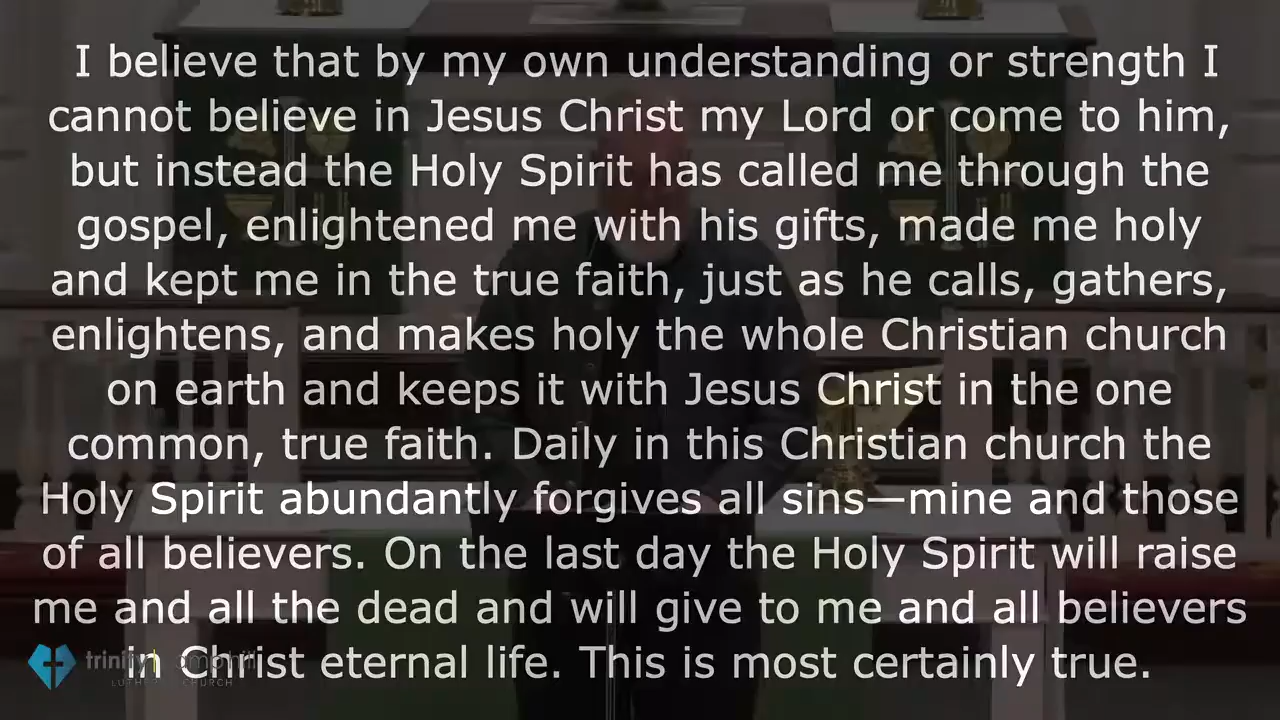 I believe that by my own understanding or strength I
cannot believe in Jesus Christ my Lord or come to him,
but instead the Holy Spirit has called me through the
gospel, enlightened me with his gifts, made me holy
and kept me in the true faith, just as he calls, gathers,
enlightens, and makes holy the whole Christian church
on earth and keeps it with Jesus Christ in the one
common, true faith. Daily in this Christian church the
Holy Spirit abundantly forgives all sins—mine and those
of all believers. On the last day the Holy Spirit will raise
me and all the dead and will give to me and all believers
in Christ eternal life. This is most certainly true.
trinity
LUTHERAN CHURCH